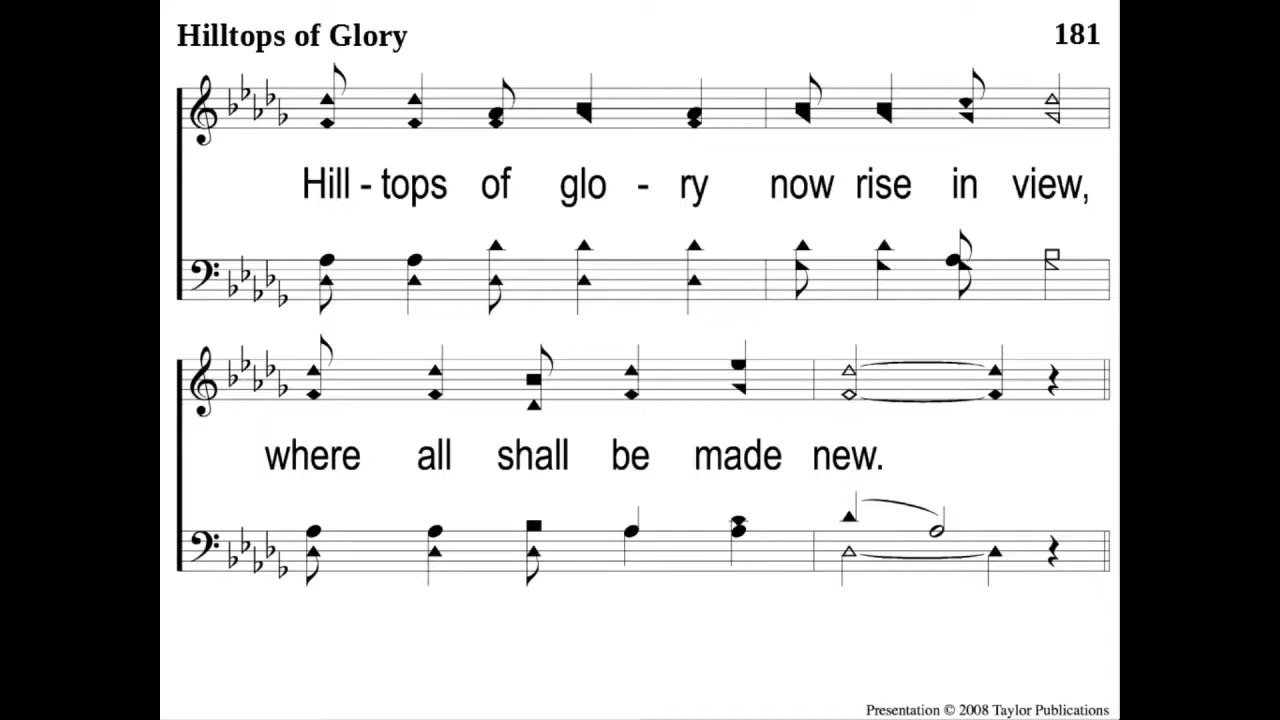 Hilltops of Glory 181
Hill - tops of glo - ry now rise in view,
where all shall be made new.
Presentation © 2008 Taylor Publications